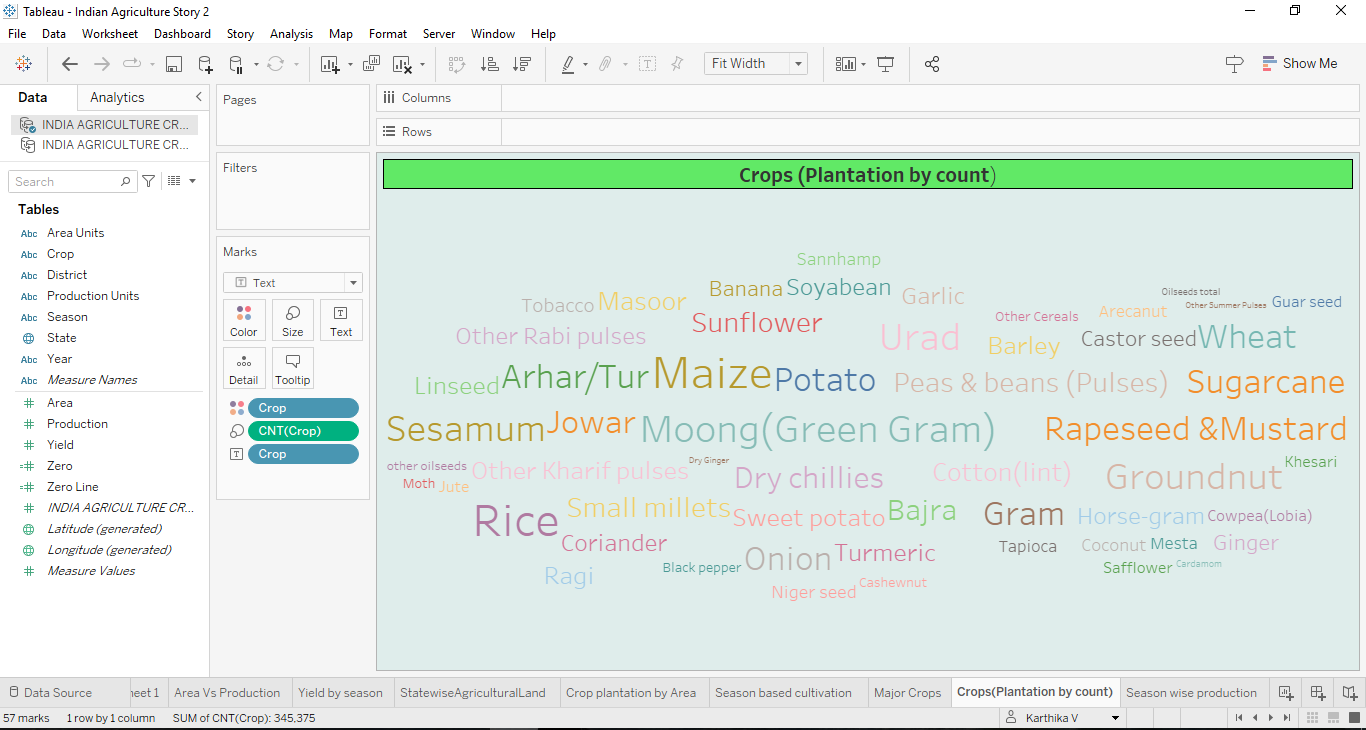 Tableau - Indian Agriculture Story 2
File Data Worksheet Dashboard Story Analysis Map Format Server Window Help
Fit Width
Show Me
Data Analytics
INDIA AGRICULTURE CR...
INDIA AGRICULTURE CR...
Search
Tables
Abc Area Units
Abc Crop
Abc District
Abc Production Units
Abc Season
State
Abc Year
Abc Measure Names
Area
Production
Yield
Zero
Zero Line
INDIA AGRICULTURE CR...
Latitude (generated)
Longitude (generated)
Measure Values
Pages
Filters
Marks
Text
Color Size Text
Detail Tooltip
Crop
CNT(Crop)
Crop
Columns
Rows
Crops (Plantation by count)
Sannhamp
Banana Soyabean Garlic Oilseeds total
Tobacco Masoor Other Summer Pulses Guar seed
Sunflower Other Cereals Arecanut
Other Rabi pulses Urad Barley Castor seed Wheat
Linseed Arhar/Tur Maize Potato Peas & beans (Pulses) Sugarcane
Sesamum Jowar Moong(Green Gram) Rapeseed &Mustard
other oilseeds Other Kharif pulses Dry Ginger Dry chillies Cotton(lint) Groundnut Khesari
Moth Jute
Rice Small millets Sweet potato Bajra Gram Horse-gram Cowpea(Lobia)
Coriander Onion Turmeric Tapioca Coconut Mesta Ginger
Ragi Black pepper Safflower Cardamom
Niger seed Cashewnut
Data Source heet 1 Area Vs Production Yield by season StatewiseAgriculturalLand Crop plantation by Area Season based cultivation Major Crops Crops(Plantation by count) Season wise production
57 marks 1 row by 1 column SUM of CNT(Crop): 345,375 Karthika V